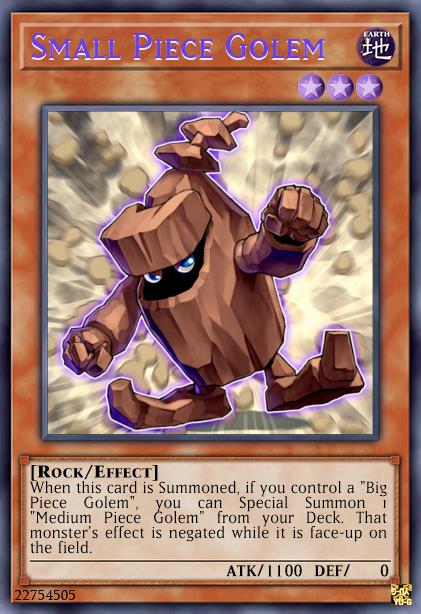 Small Piece Golem
EARTH
地
[Rock/Effect]
When this card is Summoned, if you control a "Big
Piece Golem", you can Special Summon 1
"Medium Piece Golem" from your Deck. That
monster's effect is negated while it is face-up on
the field.
ATK/1100 DEF/ 0
22754505